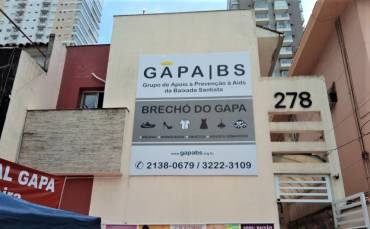 GAPA|BS
Grupo de Apoio à Prevenção à Aids
da Baixada Santista
BRECHÓ DO GAPA
www.gapabs.org.br
2138-0679 / 3222-3109
278
AL GAPA